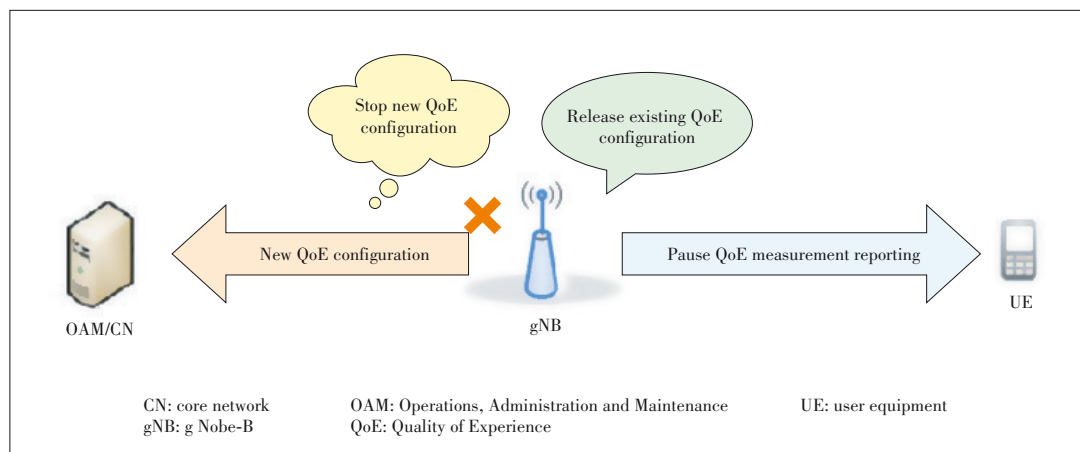 Stop new QoE
configuration
Release existing QoE
configuration
New QoE configuration
Pause QoE measurement reporting
OAM/CN
gNB
UE
CN: core network
OAM: Operations, Administration and Maintenance
UE: user equipment
gNB: g Nobe-B
QoE: Quality of Experience